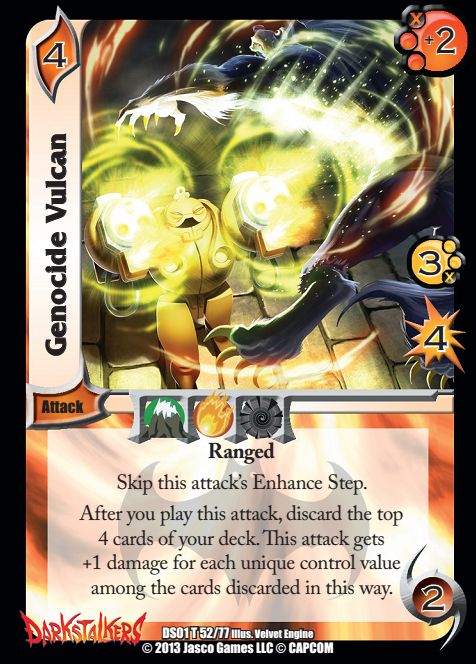 4
+2
Genocide Vulcan
3
4
Attack
Ranged
Skip this attack's Enhance Step.
After you play this attack, discard the top
4 cards of your deck. This attack gets
+1 damage for each unique control value
among the cards discarded in this way.
2
DARKSTALKERS
DS01 T 52/77 Illus. Velvet Engine
© 2013 Jasco Games LLC © CAPCOM